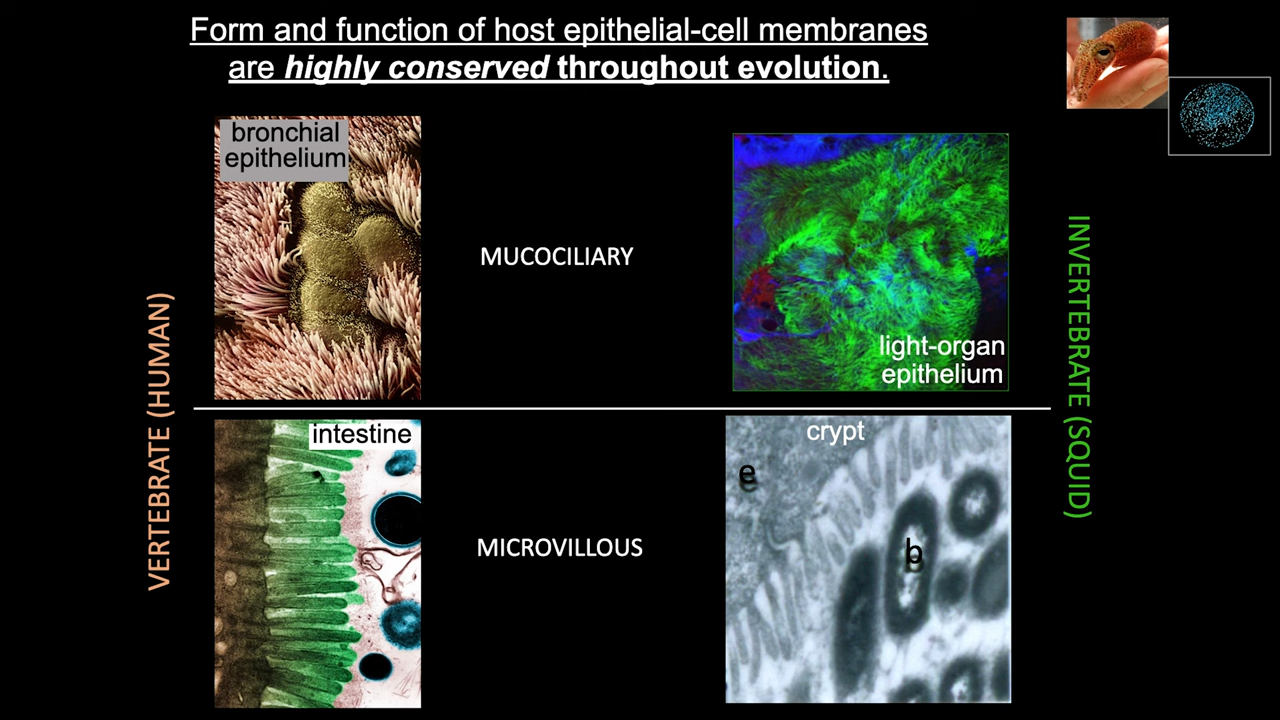 Form and function of host epithelial-cell membranes
are highly conserved throughout evolution.
bronchial
epithelium
MUCOCILIARY
light-organ
epithelium
VERTEBRATE (HUMAN)
INVERTEBRATE (SQUID)
intestine
MICROVILLOUS
crypt
e
b